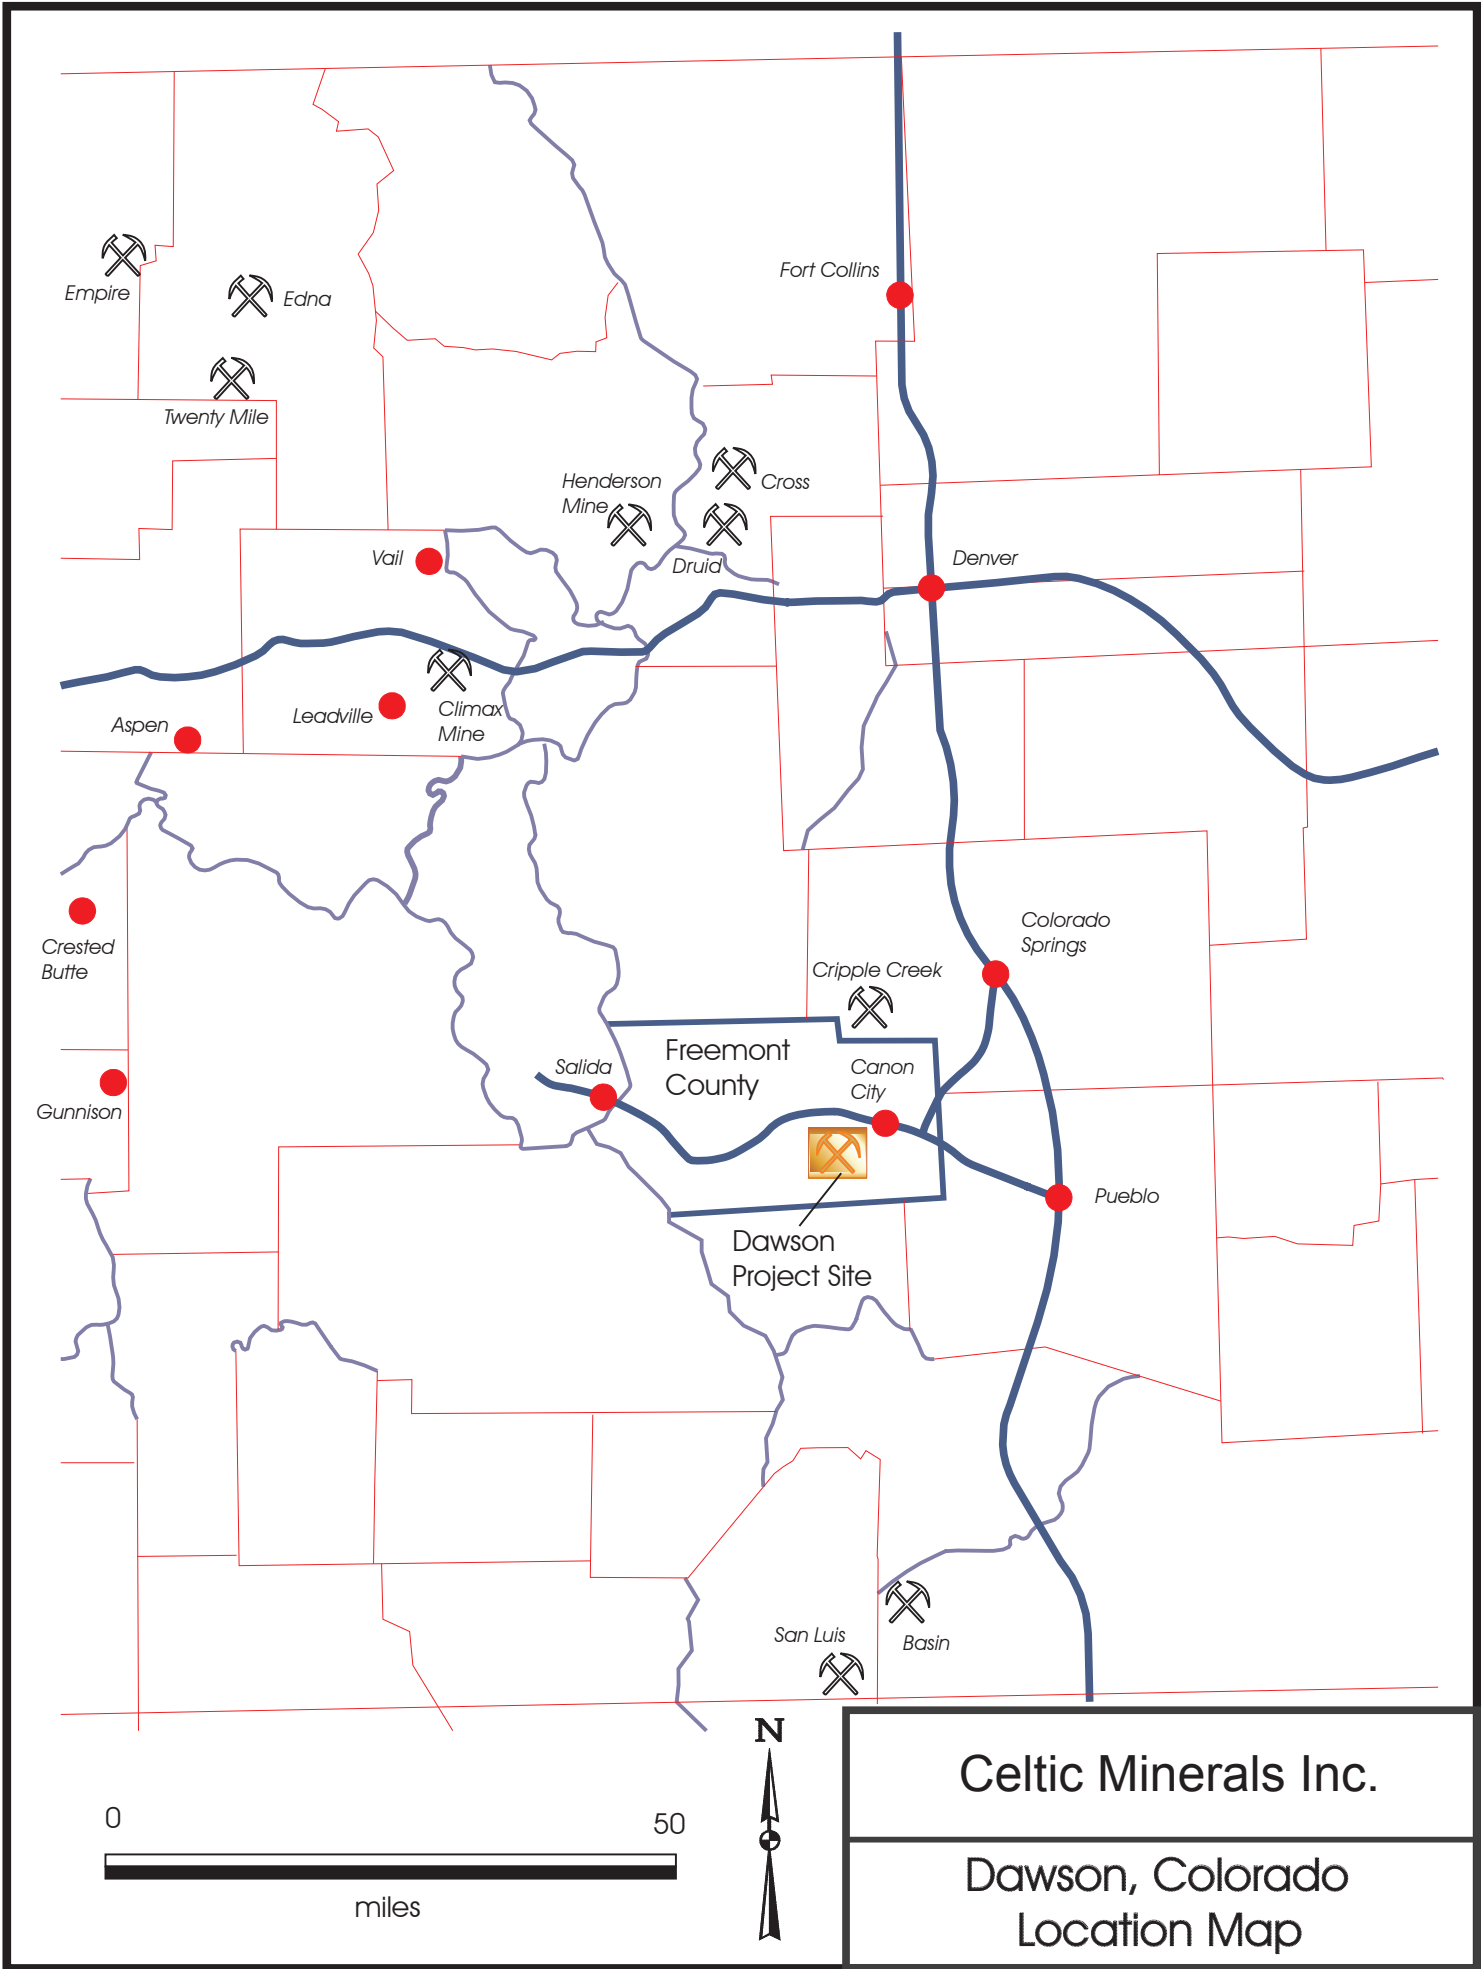 Fort Collins
Empire
Edna
Twenty Mile
Henderson
Mine
Cross
Druid
Vail
Denver
Leadville
Climax
Mine
Aspen
Crested
Butte
Colorado
Springs
Cripple Creek
Freemont
County
Salida
Canon
City
Gunnison
Pueblo
Dawson
Project Site
San Luis
Basin
N
0
50
miles
Celtic Minerals Inc.
Dawson, Colorado
Location Map